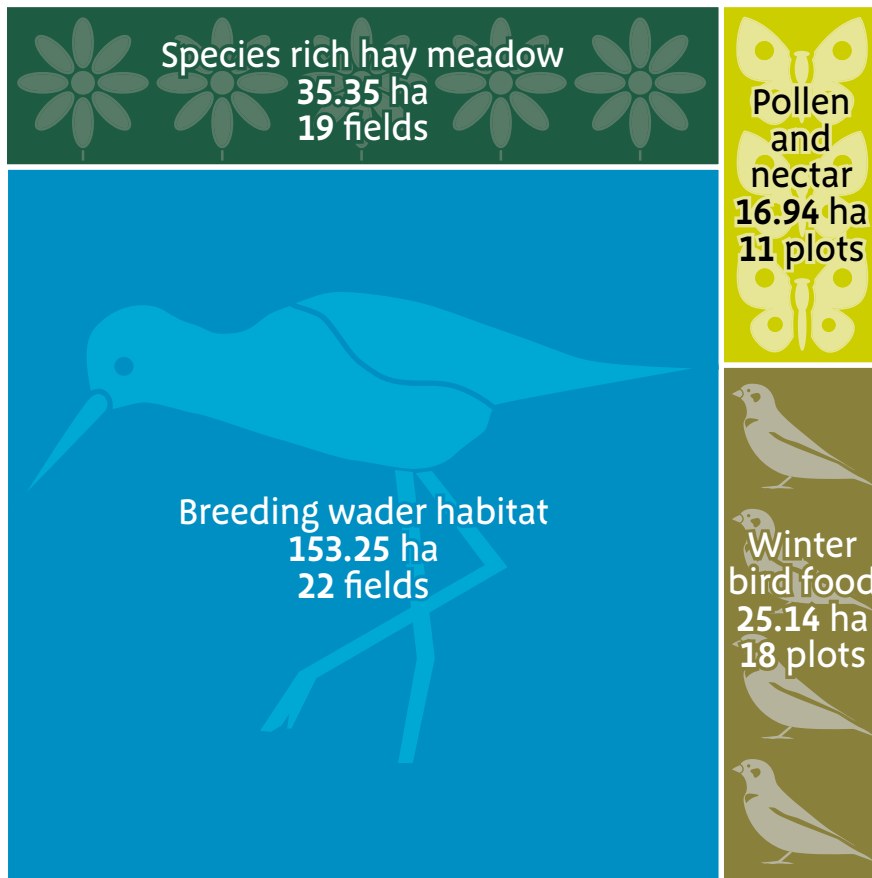 Species rich hay meadow
35.35 ha
19 fields
Pollen
and
nectar
16.94 ha
11 plots
Breeding wader habitat
153.25 ha
22 fields
Winter
bird food
25.14 ha
18 plots